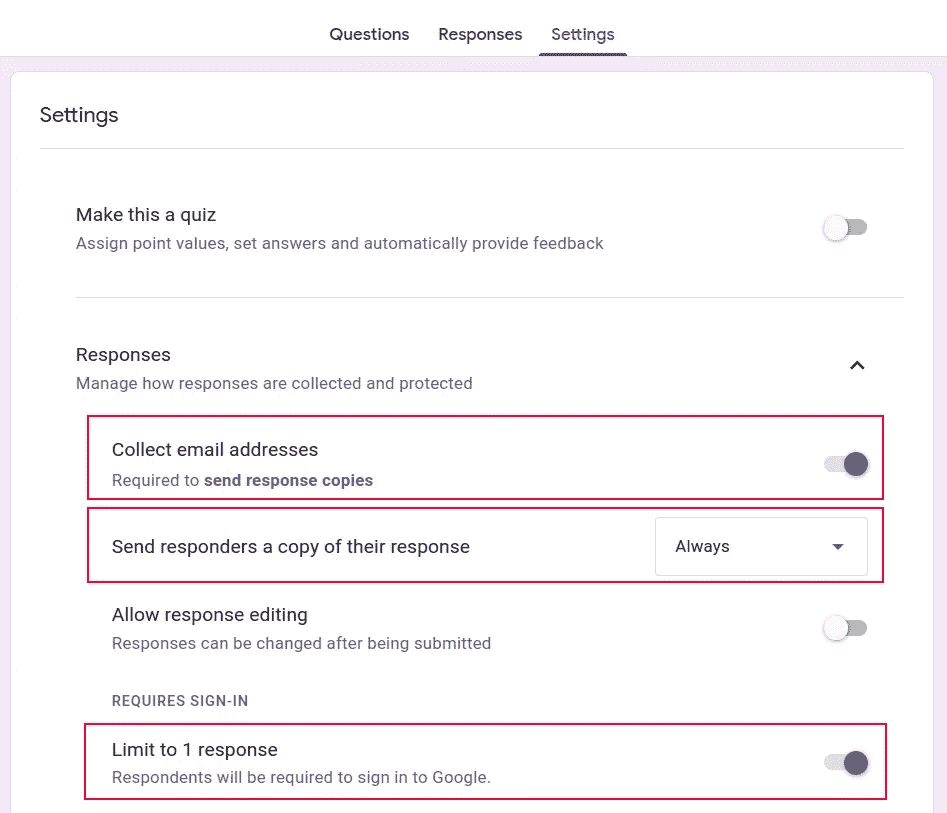 Questions Responses Settings
Settings
Make this a quiz
Assign point values, set answers and automatically provide feedback
Responses
Manage how responses are collected and protected
Collect email addresses
Required to send response copies
Send responders a copy of their response Always
Allow response editing
Responses can be changed after being submitted
REQUIRES SIGN-IN
Limit to 1 response
Respondents will be required to sign in to Google.